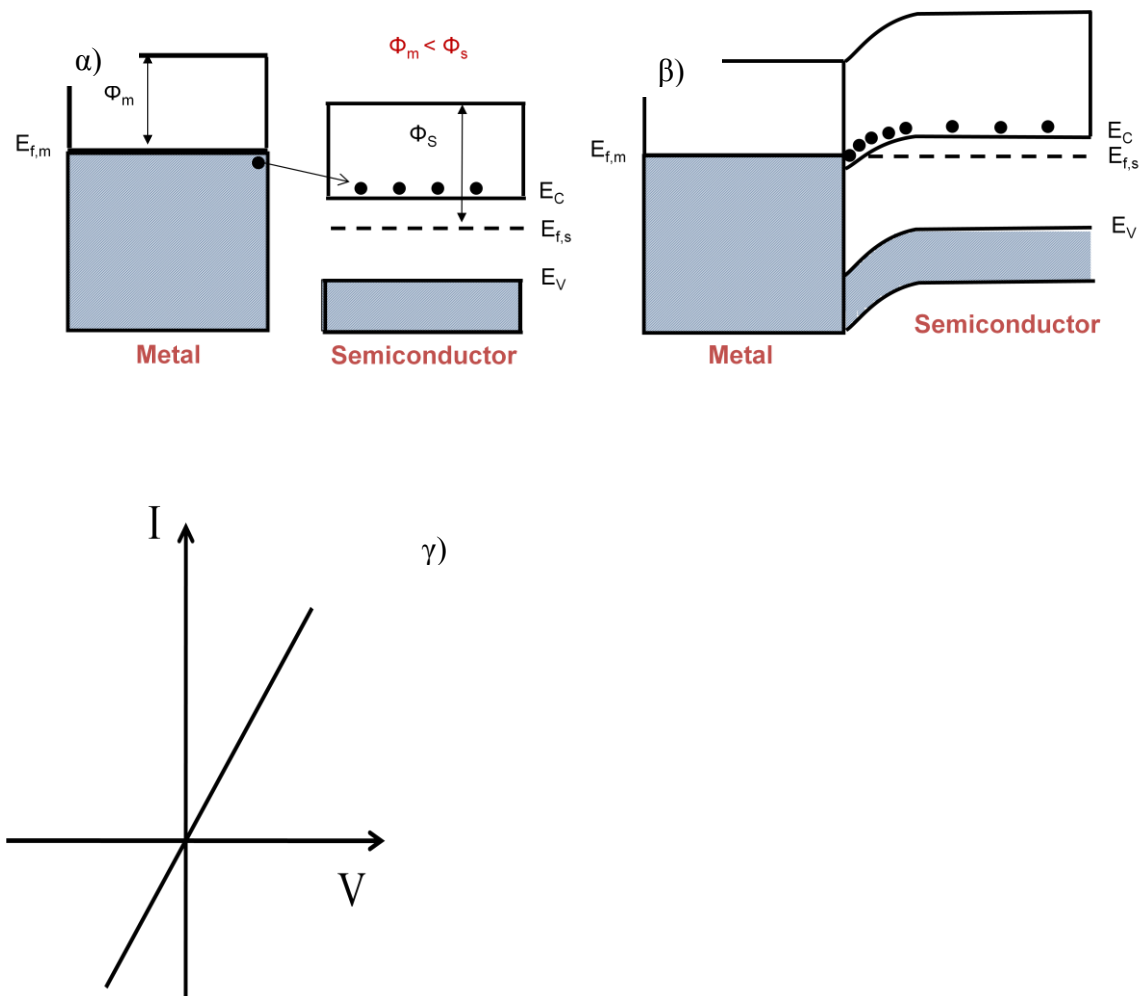 α)
Φm < Φs
Φm
Ef,m
ΦS
EC
Ef,s
EV
Metal
Semiconductor
β)
Ef,m
EC
Ef,s
EV
Metal
Semiconductor
γ)
I
V